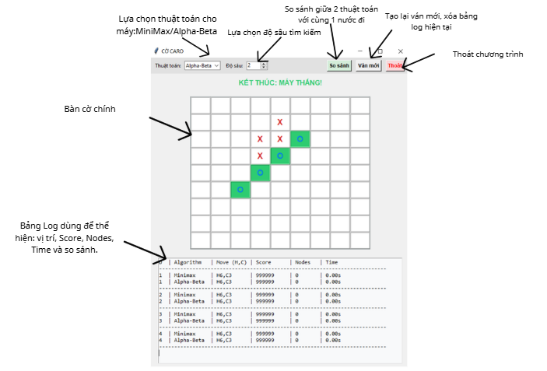 Lựa chọn thuật toán cho
máy:MiniMax/Alpha-Beta
Lựa chọn độ sâu tìm kiếm
So sánh giữa 2 thuật toán
với cùng 1 nước đi
Tạo lại ván mới, xóa bảng
log hiện tại
Thoát chương trình
CỜ CARO
Thuật toán: Alpha-Beta Độ sâu: 2 So sánh Ván mới Thoát
KẾT THÚC: MÁY THẮNG!
Bàn cờ chính
X
X X O
X O
O
O
Bảng Log dùng để thể
hiện: vị trí, Score, Nodes,
Time và so sánh.
| Algorithm | Move (H,C) | Score | Nodes | Time
1 | Minimax | H6,C3 | 999999 | 0 | 0.00s
1 | Alpha-Beta | H6,C3 | 999999 | 0 | 0.00s
2 | Minimax | H6,C3 | 999999 | 0 | 0.00s
2 | Alpha-Beta | H6,C3 | 999999 | 0 | 0.00s
3 | Minimax | H6,C3 | 999999 | 0 | 0.00s
3 | Alpha-Beta | H6,C3 | 999999 | 0 | 0.00s
4 | Minimax | H6,C3 | 999999 | 0 | 0.00s
4 | Alpha-Beta | H6,C3 | 999999 | 0 | 0.00s